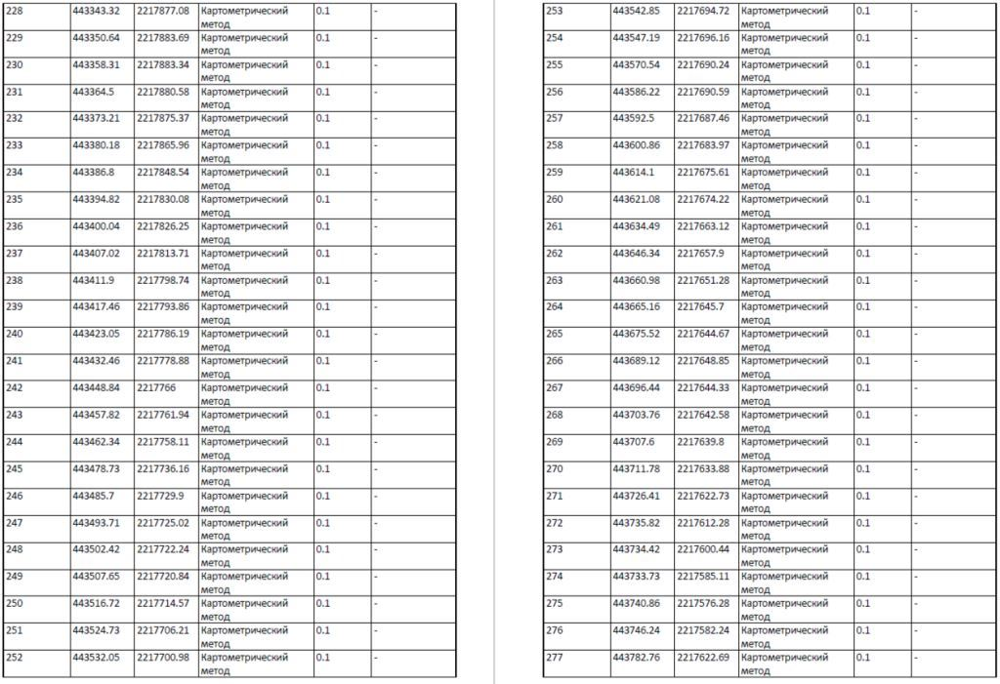 228 443343.32 2217877.08 Картометрический 0.1 -
метод
229 443350.64 2217883.69 Картометрический 0.1 -
метод
230 443358.31 2217883.34 Картометрический 0.1 -
метод
231 443364.5 2217880.58 Картометрический 0.1 -
метод
232 443373.21 2217875.37 Картометрический 0.1 -
метод
233 443380.18 2217865.96 Картометрический 0.1 -
метод
234 443386.8 2217848.54 Картометрический 0.1 -
метод
235 443394.82 2217830.08 Картометрический 0.1 -
метод
236 443400.04 2217826.25 Картометрический 0.1 -
метод
237 443407.02 2217813.71 Картометрический 0.1 -
метод
238 443411.9 2217798.74 Картометрический 0.1 -
метод
239 443417.46 2217793.86 Картометрический 0.1 -
метод
240 443423.05 2217786.19 Картометрический 0.1 -
метод
241 443432.46 2217778.88 Картометрический 0.1 -
метод
242 443448.84 2217766 Картометрический 0.1 -
метод
243 443457.82 2217761.94 Картометрический 0.1 -
метод
244 443462.34 2217758.11 Картометрический 0.1 -
метод
245 443478.73 2217736.16 Картометрический 0.1 -
метод
246 443485.7 2217729.9 Картометрический 0.1 -
метод
247 443493.71 2217725.02 Картометрический 0.1 -
метод
248 443502.42 2217722.24 Картометрический 0.1 -
метод
249 443507.65 2217720.84 Картометрический 0.1 -
метод
250 443516.72 2217714.57 Картометрический 0.1 -
метод
251 443524.73 2217706.21 Картометрический 0.1 -
метод
252 443532.05 2217700.98 Картометрический 0.1 -
метод
253 443542.85 2217694.72 Картометрический 0.1 -
метод
254 443547.19 2217696.16 Картометрический 0.1 -
метод
255 443570.54 2217690.24 Картометрический 0.1 -
метод
256 443586.22 2217690.59 Картометрический 0.1 -
метод
257 443592.5 2217687.46 Картометрический 0.1 -
метод
258 443600.86 2217683.97 Картометрический 0.1 -
метод
259 443614.1 2217675.61 Картометрический 0.1 -
метод
260 443621.08 2217674.22 Картометрический 0.1 -
метод
261 443634.49 2217663.12 Картометрический 0.1 -
метод
262 443646.34 2217657.9 Картометрический 0.1 -
метод
263 443660.98 2217651.28 Картометрический 0.1 -
метод
264 443665.16 2217645.7 Картометрический 0.1 -
метод
265 443675.52 2217644.67 Картометрический 0.1 -
метод
266 443689.12 2217648.85 Картометрический 0.1 -
метод
267 443696.44 2217644.33 Картометрический 0.1 -
метод
268 443703.76 2217642.58 Картометрический 0.1 -
метод
269 443707.6 2217639.8 Картометрический 0.1 -
метод
270 443711.78 2217633.88 Картометрический 0.1 -
метод
271 443726.41 2217622.73 Картометрический 0.1 -
метод
272 443735.82 2217612.28 Картометрический 0.1 -
метод
273 443734.42 2217600.44 Картометрический 0.1 -
метод
274 443733.73 2217585.11 Картометрический 0.1 -
метод
275 443740.86 2217576.28 Картометрический 0.1 -
метод
276 443746.24 2217582.24 Картометрический 0.1 -
метод
277 443782.76 2217622.69 Картометрический 0.1 -
метод